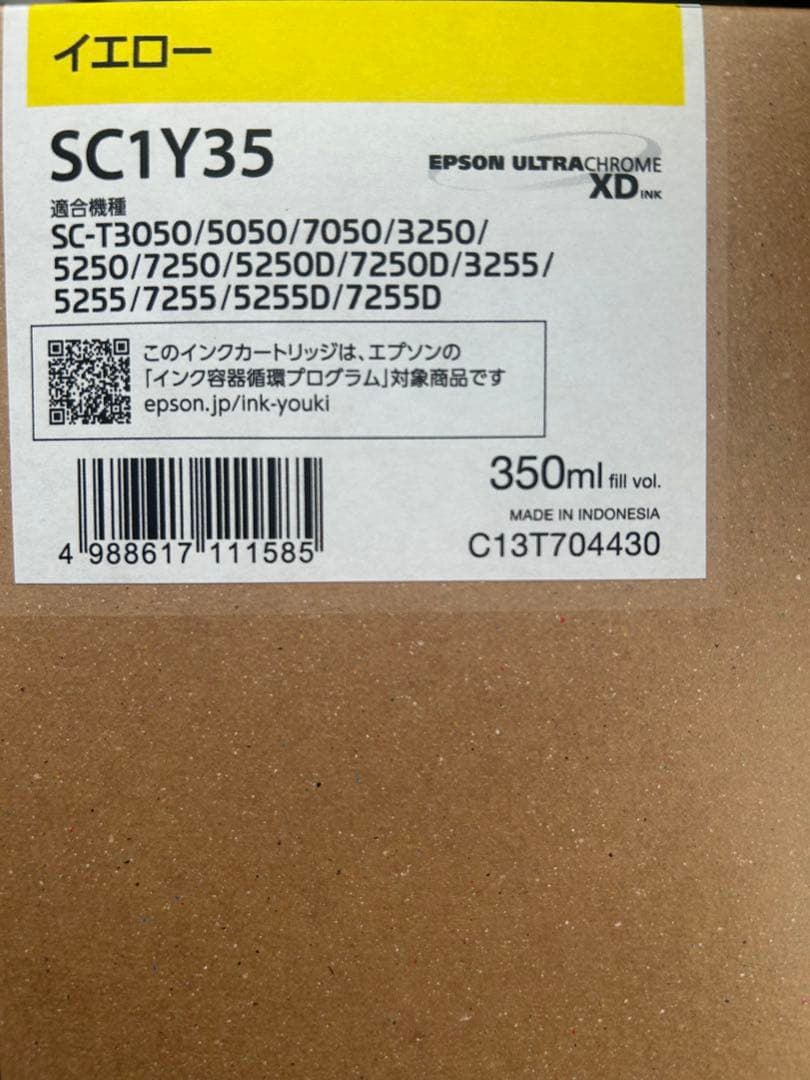 イエロー
SC1Y35
EPSON ULTRACHROME
XD INK
適合機種
SC-T3050/5050/7050/3250/
5250/7250/5250D/7250D/3255/
5255/7255/5255D/7255D
このインクカートリッジは、エプソンの
「インク容器循環プログラム」対象商品です
epson.jp/ink-youki
350ml fill vol.
MADE IN INDONESIA
C13T704430
4 988617 111585